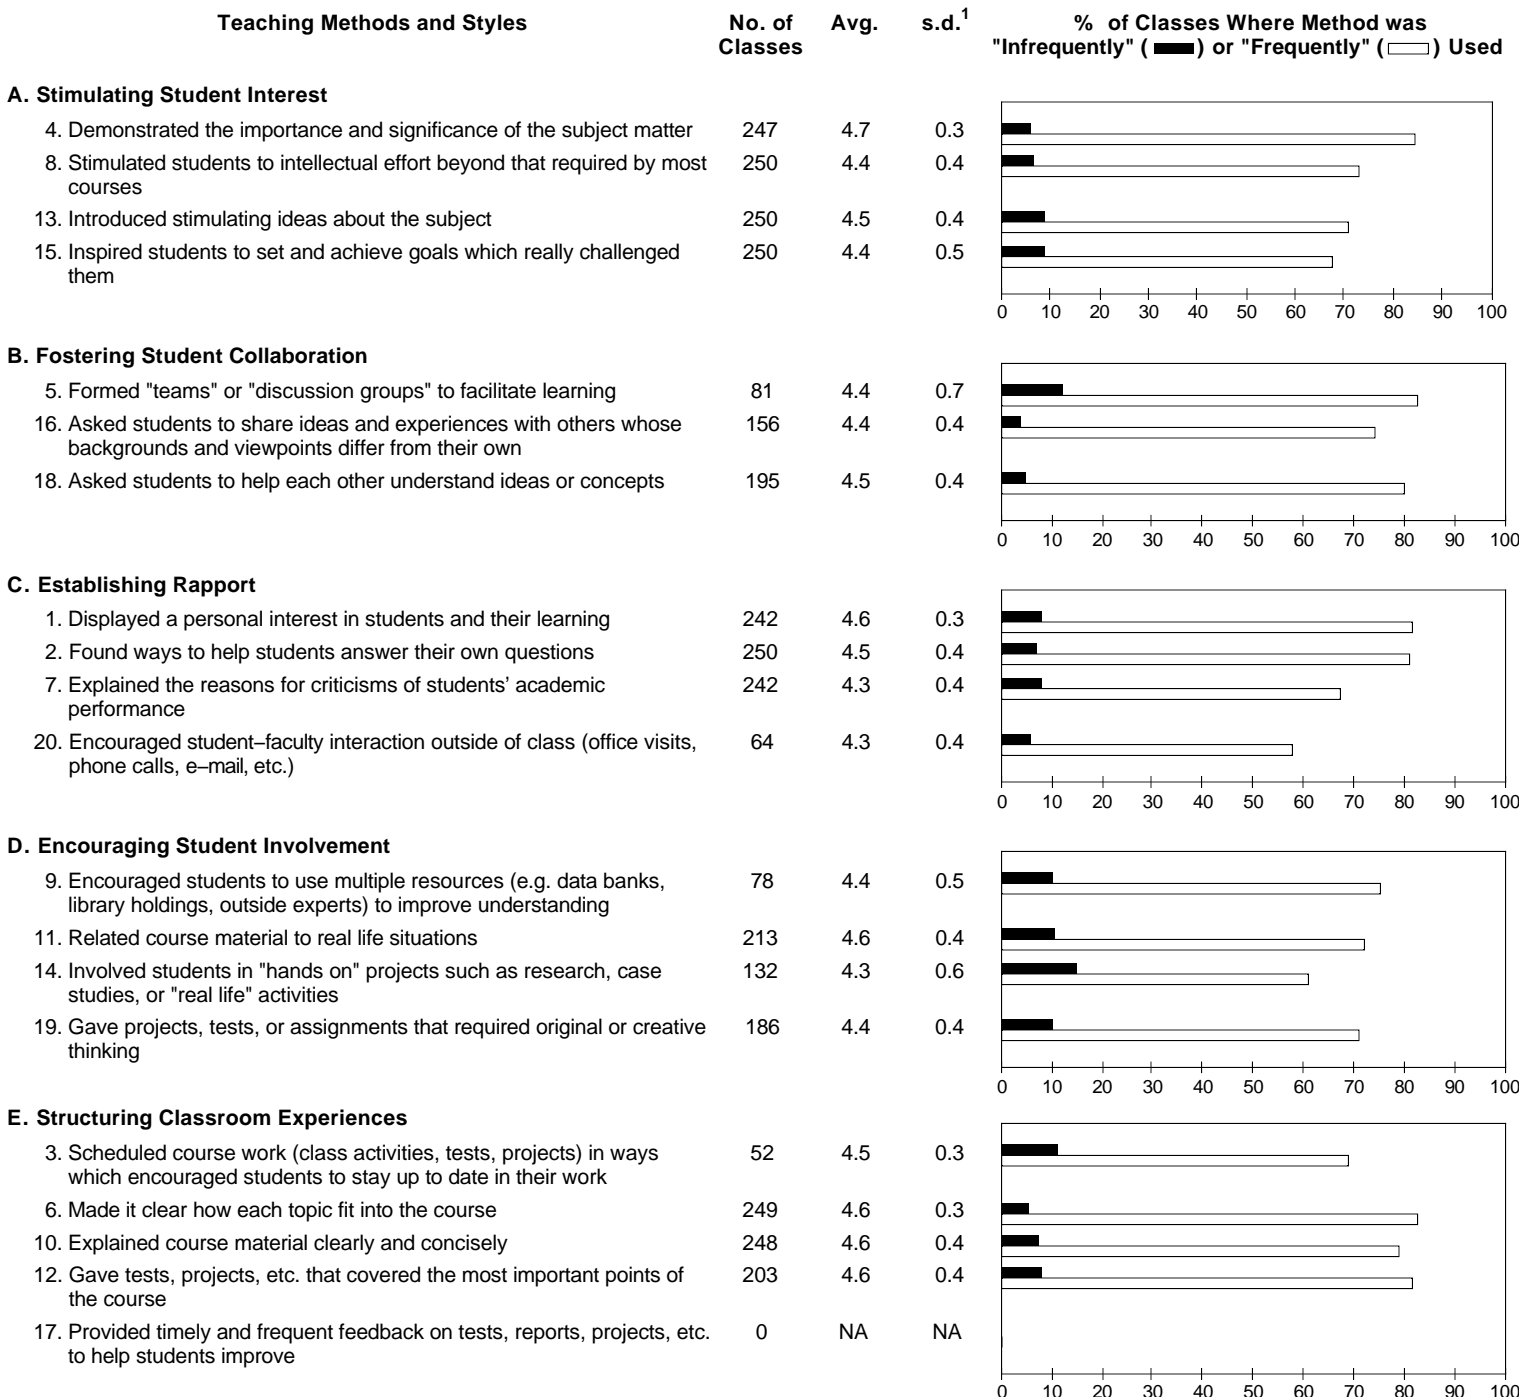 Teaching Methods and Styles No. of Classes Avg. s.d.1 % of Classes Where Method was
"Infrequently" ( ) or "Frequently" ( ) Used
A. Stimulating Student Interest
4. Demonstrated the importance and significance of the subject matter 247 4.7 0.3
8. Stimulated students to intellectual effort beyond that required by most 250 4.4 0.4
courses
13. Introduced stimulating ideas about the subject 250 4.5 0.4
15. Inspired students to set and achieve goals which really challenged 250 4.4 0.5
them
0 10 20 30 40 50 60 70 80 90 100
B. Fostering Student Collaboration
5. Formed "teams" or "discussion groups" to facilitate learning 81 4.4 0.7
16. Asked students to share ideas and experiences with others whose 156 4.4 0.4
backgrounds and viewpoints differ from their own
18. Asked students to help each other understand ideas or concepts 195 4.5 0.4
0 10 20 30 40 50 60 70 80 90 100
C. Establishing Rapport
1. Displayed a personal interest in students and their learning 242 4.6 0.3
2. Found ways to help students answer their own questions 250 4.5 0.4
7. Explained the reasons for criticisms of students’ academic 242 4.3 0.4
performance
20. Encouraged student–faculty interaction outside of class (office visits, 64 4.3 0.4
phone calls, e–mail, etc.)
0 10 20 30 40 50 60 70 80 90 100
D. Encouraging Student Involvement
9. Encouraged students to use multiple resources (e.g. data banks, 78 4.4 0.5
library holdings, outside experts) to improve understanding
11. Related course material to real life situations 213 4.6 0.4
14. Involved students in "hands on" projects such as research, case 132 4.3 0.6
studies, or "real life" activities
19. Gave projects, tests, or assignments that required original or creative 186 4.4 0.4
thinking
0 10 20 30 40 50 60 70 80 90 100
E. Structuring Classroom Experiences
3. Scheduled course work (class activities, tests, projects) in ways 52 4.5 0.3
which encouraged students to stay up to date in their work
6. Made it clear how each topic fit into the course 249 4.6 0.3
10. Explained course material clearly and concisely 248 4.6 0.4
12. Gave tests, projects, etc. that covered the most important points of 203 4.6 0.4
the course
17. Provided timely and frequent feedback on tests, reports, projects, etc. 0 NA NA
to help students improve
0 10 20 30 40 50 60 70 80 90 100